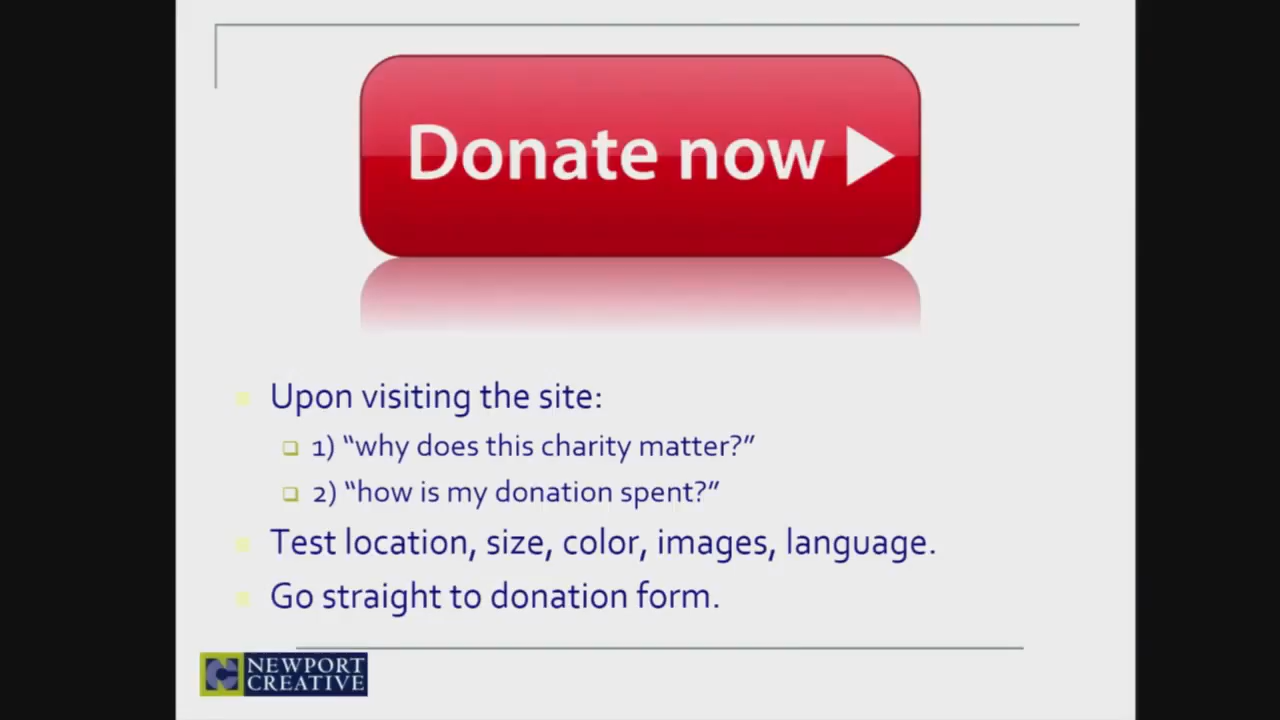 Donate now
Upon visiting the site:
1) “why does this charity matter?”
2) “how is my donation spent?”
Test location, size, color, images, language.
Go straight to donation form.
NEWPORT
CREATIVE